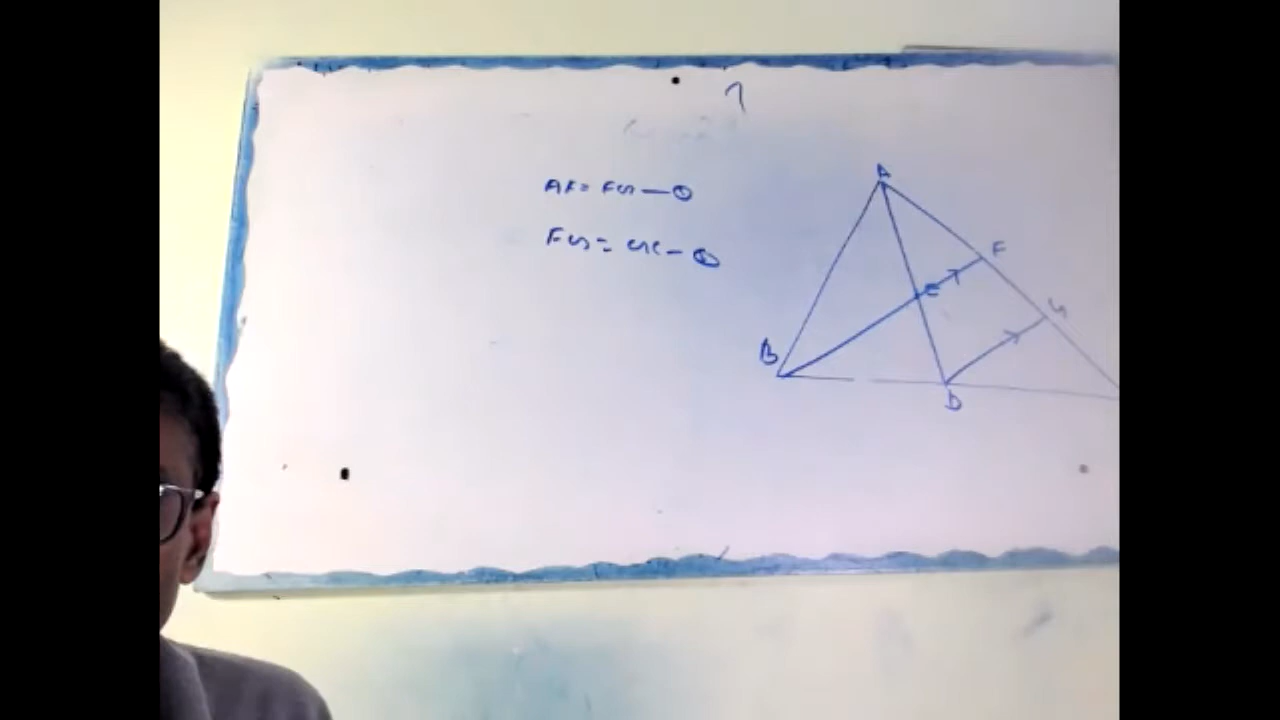 AF = FG — ①
FG = GC — ②
A
F
E
G
B
D